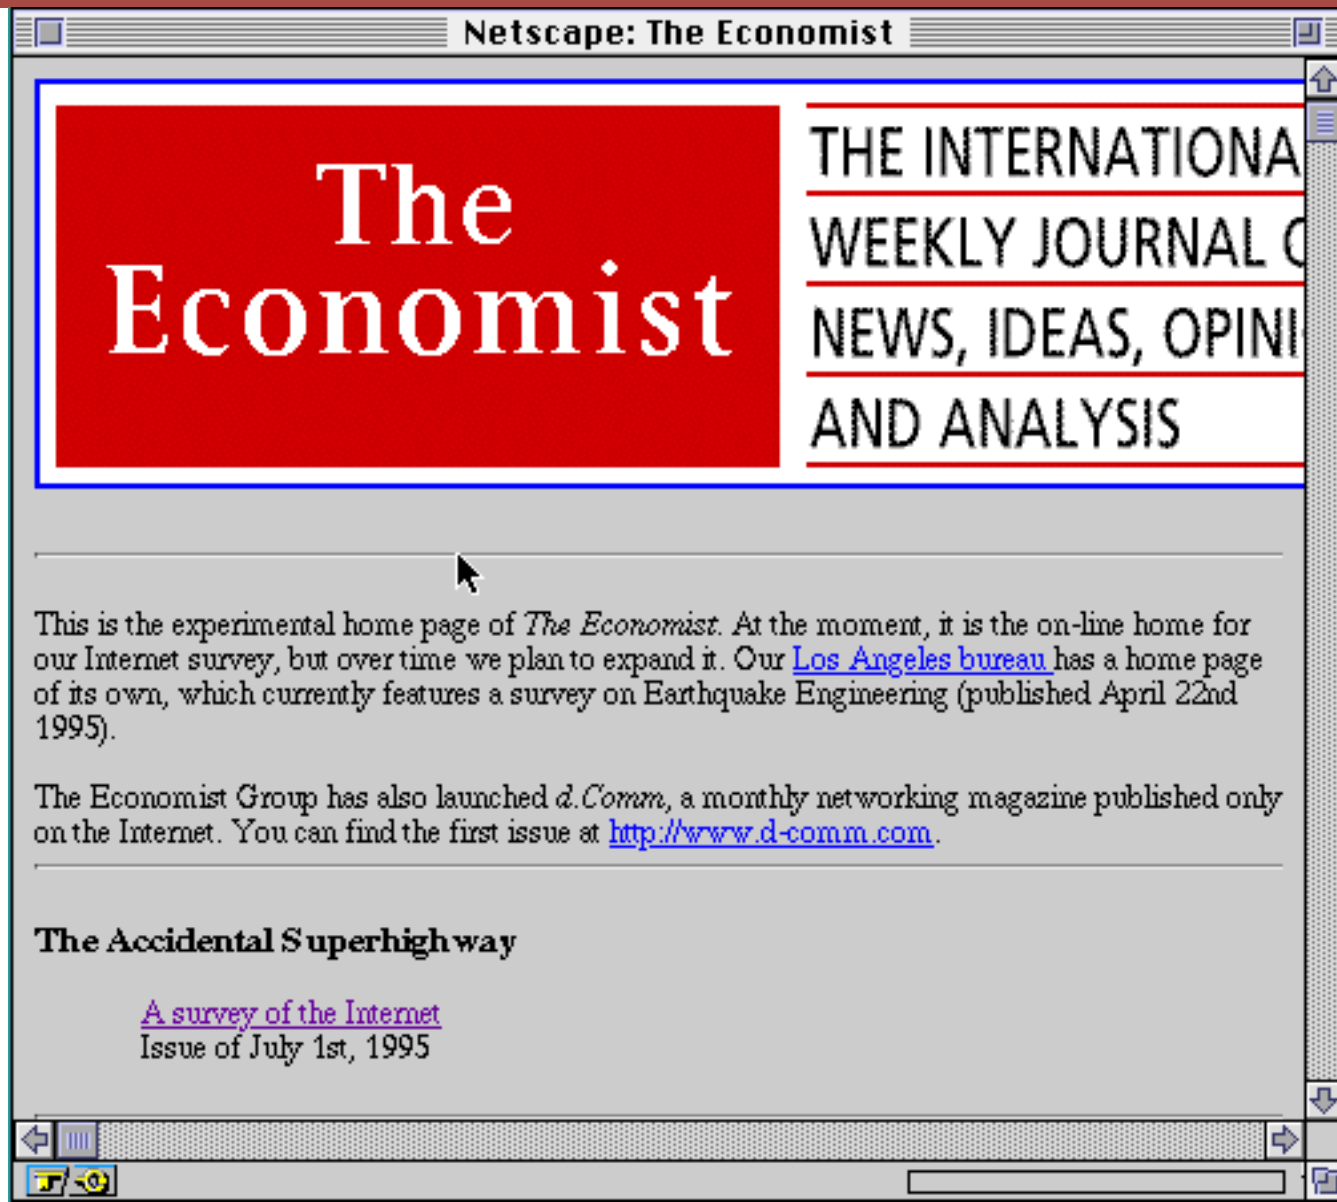 Netscape: The Economist
The
Economist
THE INTERNATIONA
WEEKLY JOURNAL
NEWS, IDEAS, OPINI
AND ANALYSIS
This is the experimental home page of The Economist. At the moment, it is the on-line home for
our Internet survey, but over time we plan to expand it. Our Los Angeles bureau has a home page
of its own, which currently features a survey on Earthquake Engineering (published April 22nd
1995).
The Economist Group has also launched d.Comm, a monthly networking magazine published only
on the Internet. You can find the first issue at http://www.d-comm.com.
The Accidental Superhighway
A survey of the Internet
Issue of July 1st, 1995